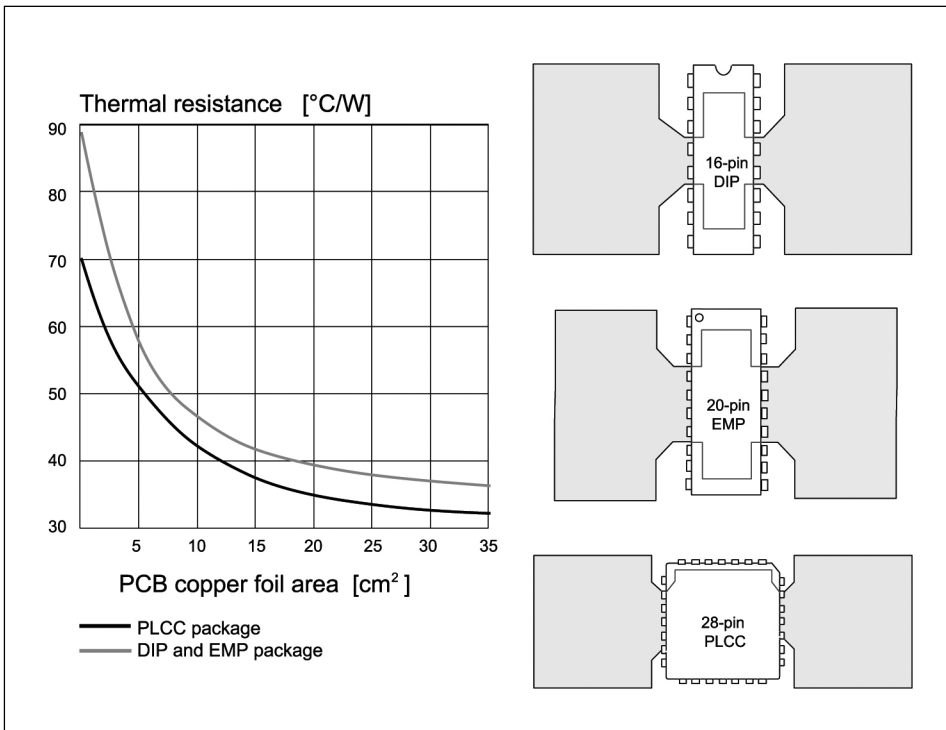 Thermal resistance [°C/W]
90
80
70
60
50
40
30
5 10 15 20 25 30 35
PCB copper foil area [cm²]
PLCC package
DIP and EMP package
16-pin
DIP
20-pin
EMP
28-pin
PLCC